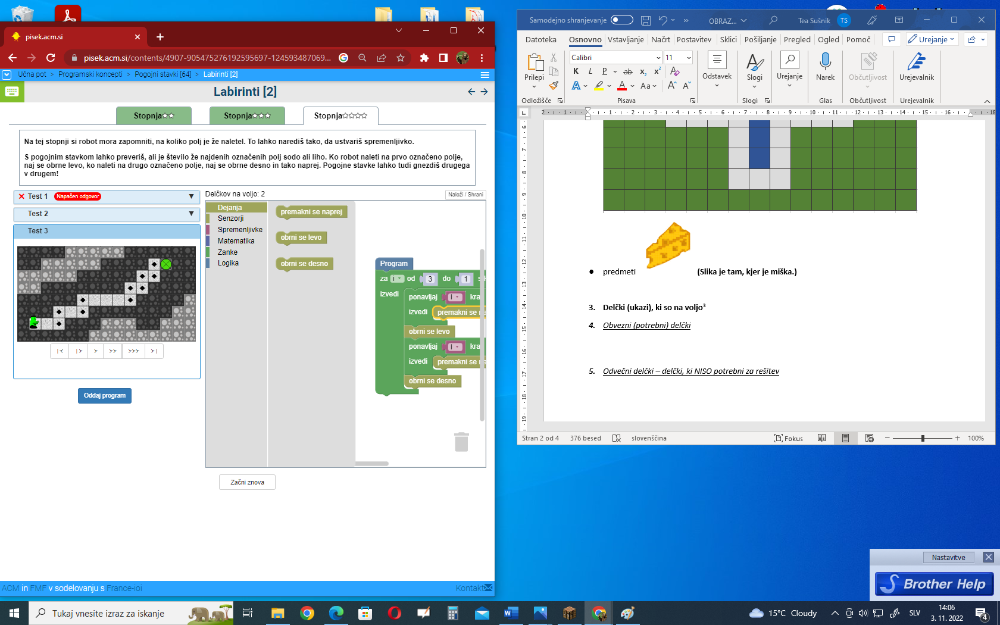 pisek.acm.si
pisek.acm.si/contents/4907-905475276192595697-124593487069...
Učna pot > Programski koncepti > Pogojni stavki [64] > Labirinti [2]
Labirinti [2]
Stopnja
Stopnja
Stopnja
Na tej stopnji si robot mora zapomniti, na koliko polj je že naletel. To lahko narediš tako, da ustvariš spremenljivko.
S pogojnim stavkom lahko preveriš, ali je število že najdenih označenih polj sodo ali liho. Ko robot naleti na prvo označeno polje,
naj se obrne levo, ko naleti na drugo označeno polje, naj se obrne desno in tako naprej. Pogojne stavke lahko tudi gnezdiš drugega
v drugem!
Test 1 Napačen odgovor
Test 2
Test 3
|< |> > >> >>> >|
Oddaj program
Delčkov na voljo: 2
Naloži / Shrani
Dejanja
Senzorji
Spremenljivke
Matematika
Zanke
Logika
premakni se naprej
obrni se levo
obrni se desno
Program
za i od 3 do 1
izvedi
ponavljaj i
izvedi premakni se
obrni se levo
ponavljaj i
izvedi premakni se
obrni se desno
Začni znova
ACM in FMF v sodelovanju s France-ioi
Kontakt
Samodejno shranjevanje
OBRAZ...
Tea Sušnik TS
Datoteka Osnovno Vstavljanje Načrt Postavitev Sklici Pošiljanje Pregled Ogled Pomoč Urejanje
Calibri 11
Prilepi
K L P ab x₂ x²
A A Aa A A
Odstavek
Slogi
Urejanje
Narek
Občutljivost
Urejevalnik
Odložišče Pisava Slogi Glas Občutljivost Urejevalnik
2 1 1 2 3 4 5 6 7 8 9 10 11 12 13 14 15 16 18
6 7 8 9 10 11 12 13 14 15 16 17 18 19
● predmeti (Slika je tam, kjer je miška.)
3. Delčki (ukazi), ki so na voljo³
4. Obvezni (potrebni) delčki
5. Odvečni delčki – delčki, ki NISO potrebni za rešitev
Stran 2 od 4 376 besed slovenščina Fokus 100%
Nastavitve
Brother Help
Tukaj vnesite izraz za iskanje
15°C Cloudy
SLV
14:06
3. 11. 2022
4